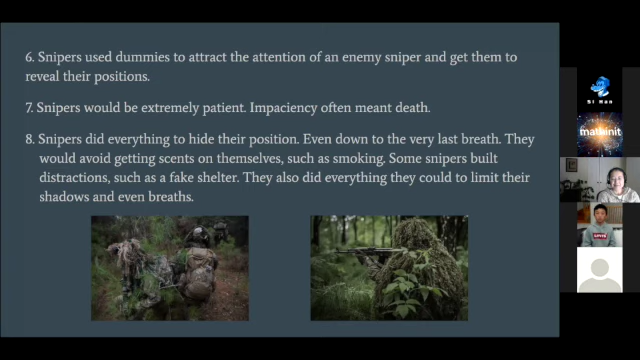 6. Snipers used dummies to attract the attention of an enemy sniper and get them to
reveal their positions.
7. Snipers would be extremely patient. Impaciency often meant death.
8. Snipers did everything to hide their position. Even down to the very last breath. They
would avoid getting scents on themselves, such as smoking. Some snipers built
distractions, such as a fake shelter. They also did everything they could to limit their
shadows and even breaths.
Si Han
mathinit
LEVI'S